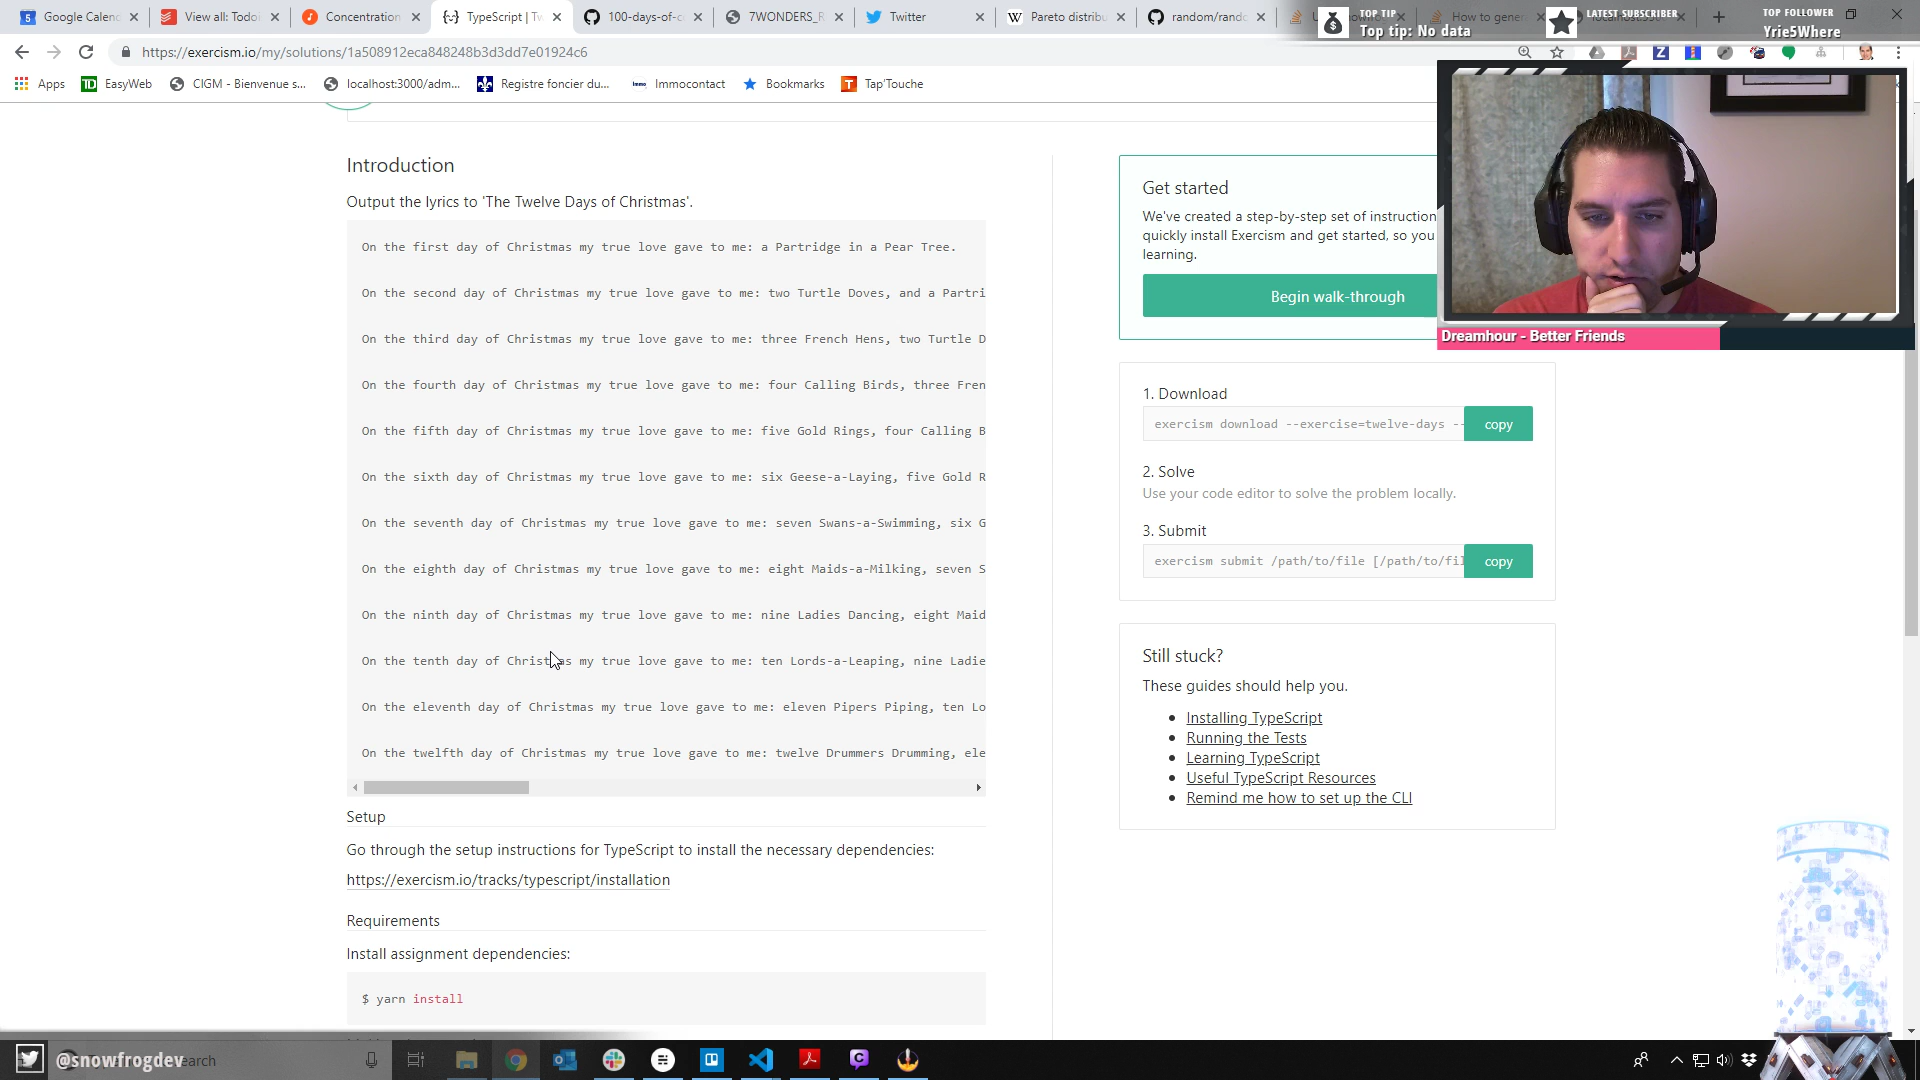 Google Calen
View all: Todoi
Concentration
TypeScript | Tw
100-days-of-c
7WONDERS_R
Twitter
Pareto distribu
random/rand
How to gene
TOP TIP
Top tip: No data
LATEST SUBSCRIBER
TOP FOLLOWER
Yrie5Where
https://exercism.io/my/solutions/1a508912eca848248b3d3dd7e01924c6
Apps
EasyWeb
CIGM - Bienvenue s...
localhost:3000/adm...
Registre foncier du...
Immocontact
Bookmarks
Tap'Touche
Introduction
Output the lyrics to 'The Twelve Days of Christmas'.
On the first day of Christmas my true love gave to me: a Partridge in a Pear Tree.
On the second day of Christmas my true love gave to me: two Turtle Doves, and a Partri
On the third day of Christmas my true love gave to me: three French Hens, two Turtle D
On the fourth day of Christmas my true love gave to me: four Calling Birds, three Fren
On the fifth day of Christmas my true love gave to me: five Gold Rings, four Calling B
On the sixth day of Christmas my true love gave to me: six Geese-a-Laying, five Gold R
On the seventh day of Christmas my true love gave to me: seven Swans-a-Swimming, six G
On the eighth day of Christmas my true love gave to me: eight Maids-a-Milking, seven S
On the ninth day of Christmas my true love gave to me: nine Ladies Dancing, eight Maid
On the tenth day of Christmas my true love gave to me: ten Lords-a-Leaping, nine Ladie
On the eleventh day of Christmas my true love gave to me: eleven Pipers Piping, ten Lo
On the twelfth day of Christmas my true love gave to me: twelve Drummers Drumming, ele
Setup
Go through the setup instructions for TypeScript to install the necessary dependencies:
https://exercism.io/tracks/typescript/installation
Requirements
Install assignment dependencies:
$ yarn install
Get started
We've created a step-by-step set of instruction
quickly install Exercism and get started, so you
learning.
Begin walk-through
Dreamhour - Better Friends
1. Download
exercism download --exercise=twelve-days --
copy
2. Solve
Use your code editor to solve the problem locally.
3. Submit
exercism submit /path/to/file [/path/to/fil
copy
Still stuck?
These guides should help you.
Installing TypeScript
Running the Tests
Learning TypeScript
Useful TypeScript Resources
Remind me how to set up the CLI
@snowfrogdev
earch